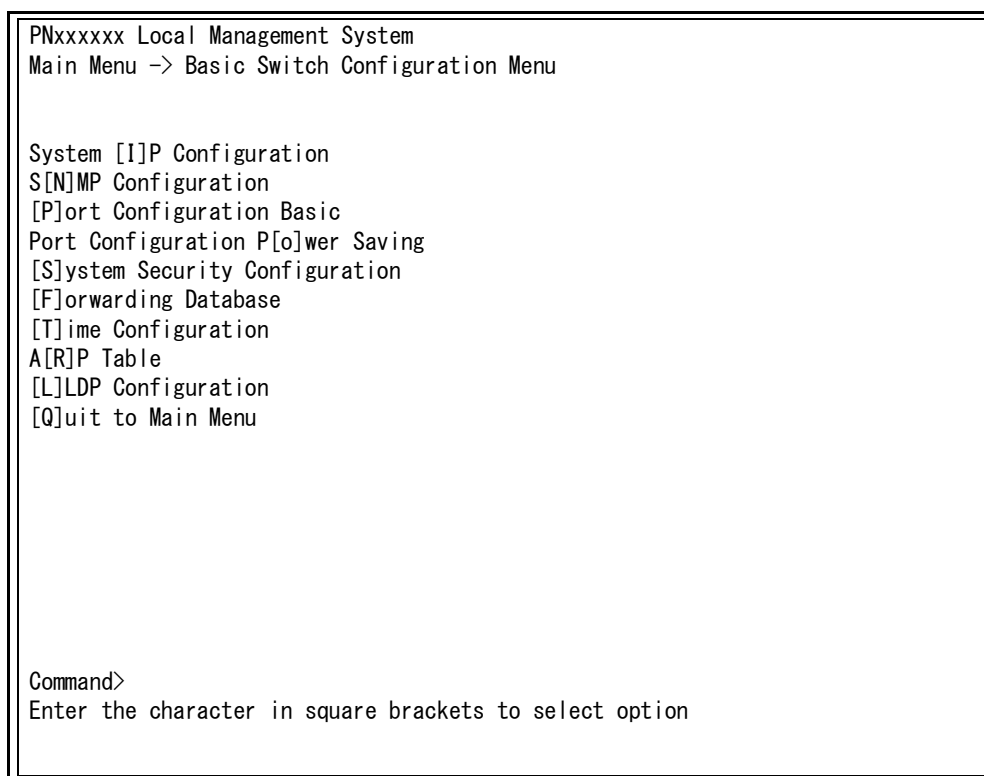 PNxxxxxx Local Management System
Main Menu -> Basic Switch Configuration Menu
System [I]P Configuration
S[N]MP Configuration
[P]ort Configuration Basic
Port Configuration P[o]wer Saving
[S]ystem Security Configuration
[F]orwarding Database
[T]ime Configuration
A[R]P Table
[L]LDP Configuration
[Q]uit to Main Menu
Command>
Enter the character in square brackets to select option